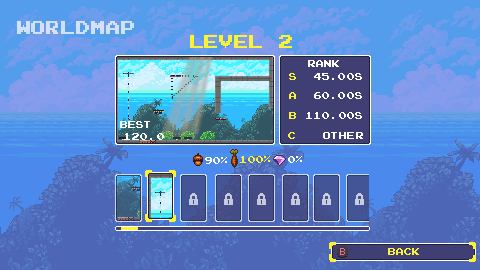 WORLDMAP
LEVEL 2
BEST
120.0
RANK
S 45.00S
A 60.00S
B 110.00S
C OTHER
90% 100% 0%
B BACK